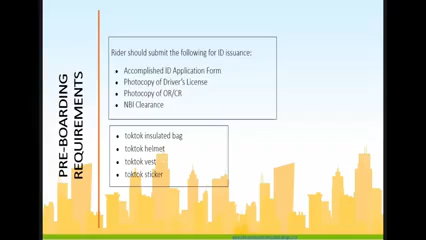 PRE-BOARDING
REQUIREMENTS
Rider should submit the following for ID issuance:
• Accomplished ID Application Form
• Photocopy of Driver's License
• Photocopy of OR/CR
• NBI Clearance
• toktok insulated bag
• toktok helmet
• toktok vest
• toktok sticker